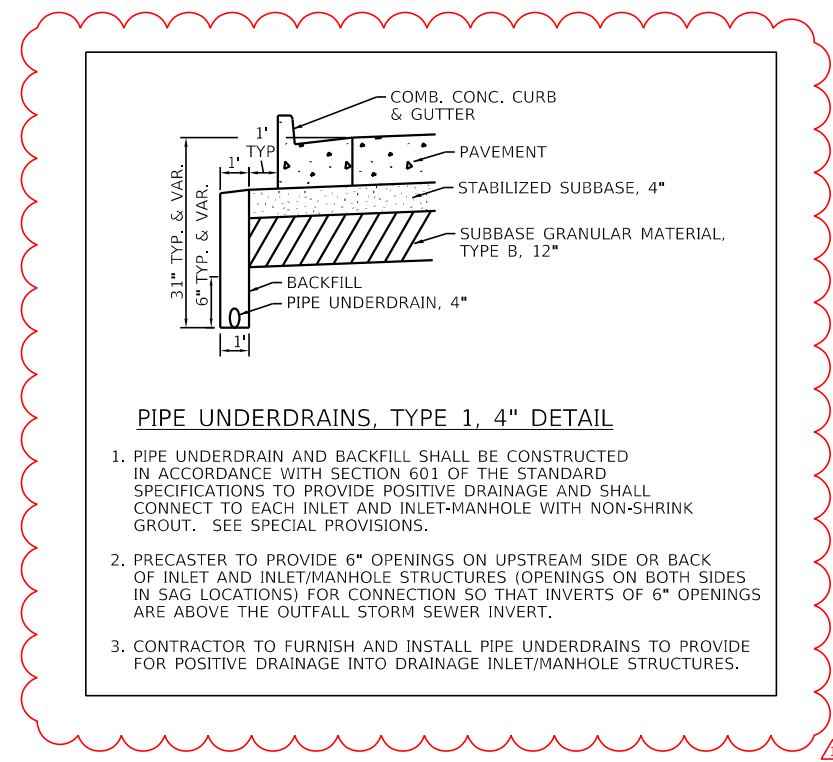 COMB. CONC. CURB
& GUTTER
1'
TYP
1'
PAVEMENT
STABILIZED SUBBASE, 4"
31" TYP. & VAR.
6" TYP. & VAR.
SUBBASE GRANULAR MATERIAL,
TYPE B, 12"
BACKFILL
PIPE UNDERDRAIN, 4"
1'
PIPE UNDERDRAINS, TYPE 1, 4" DETAIL
1. PIPE UNDERDRAIN AND BACKFILL SHALL BE CONSTRUCTED
IN ACCORDANCE WITH SECTION 601 OF THE STANDARD
SPECIFICATIONS TO PROVIDE POSITIVE DRAINAGE AND SHALL
CONNECT TO EACH INLET AND INLET-MANHOLE WITH NON-SHRINK
GROUT. SEE SPECIAL PROVISIONS.
2. PRECASTER TO PROVIDE 6" OPENINGS ON UPSTREAM SIDE OR BACK
OF INLET AND INLET/MANHOLE STRUCTURES (OPENINGS ON BOTH SIDES
IN SAG LOCATIONS) FOR CONNECTION SO THAT INVERTS OF 6" OPENINGS
ARE ABOVE THE OUTFALL STORM SEWER INVERT.
3. CONTRACTOR TO FURNISH AND INSTALL PIPE UNDERDRAINS TO PROVIDE
FOR POSITIVE DRAINAGE INTO DRAINAGE INLET/MANHOLE STRUCTURES.